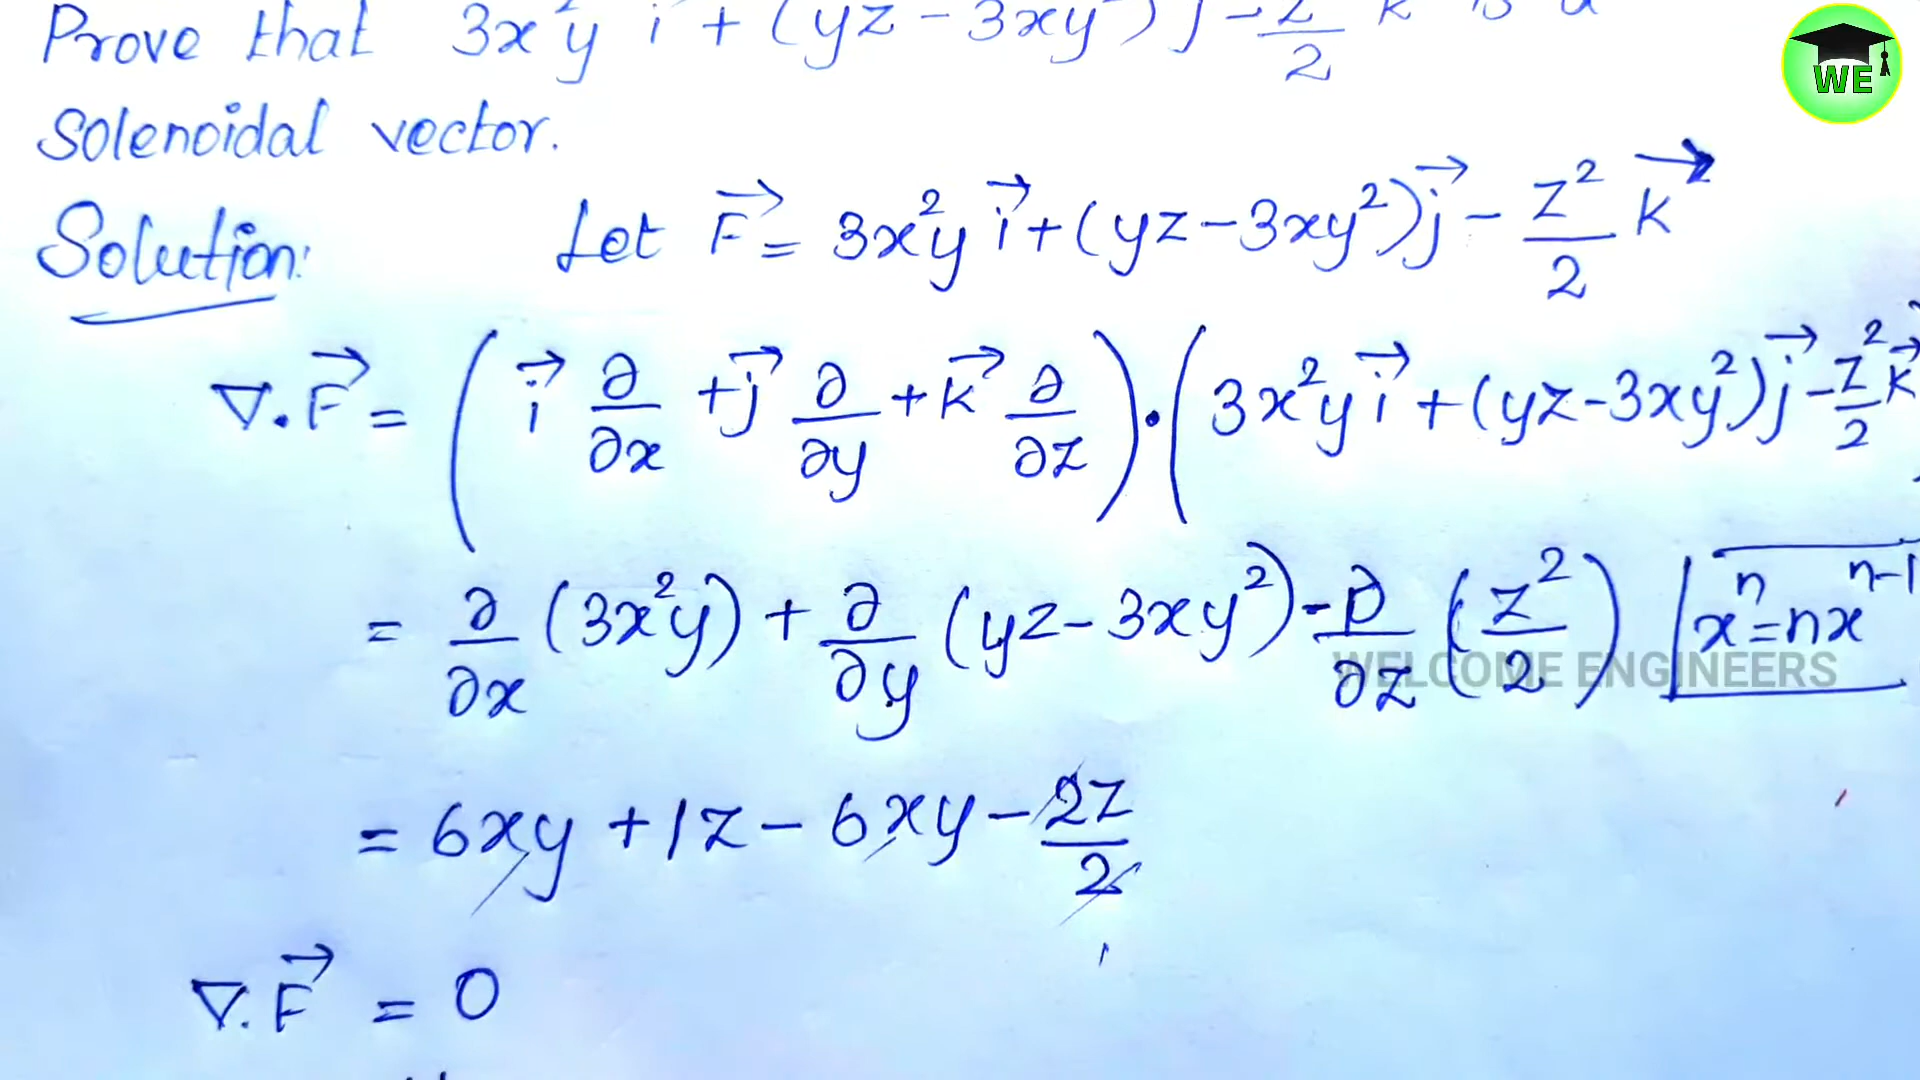 Prove that 3x²y i + (yz - 3xy²) j - z²/2 k is a
WE
Solenoidal vector.
Solution: Let F⃗ = 3x²y i⃗ + (yz - 3xy²) j⃗ - z²/2 k⃗
∇. F⃗ = ( i⃗ ∂/∂x + j⃗ ∂/∂y + k⃗ ∂/∂z ) . ( 3x²y i⃗ + (yz - 3xy²) j⃗ - z²/2 k⃗
= ∂/∂x (3x²y) + ∂/∂y (yz - 3xy²) - ∂/∂z (z²/2) xⁿ = nxⁿ⁻¹
WELCOME ENGINEERS
= 6xy + 1z - 6xy - 2z/2
1
∇. F⃗ = 0